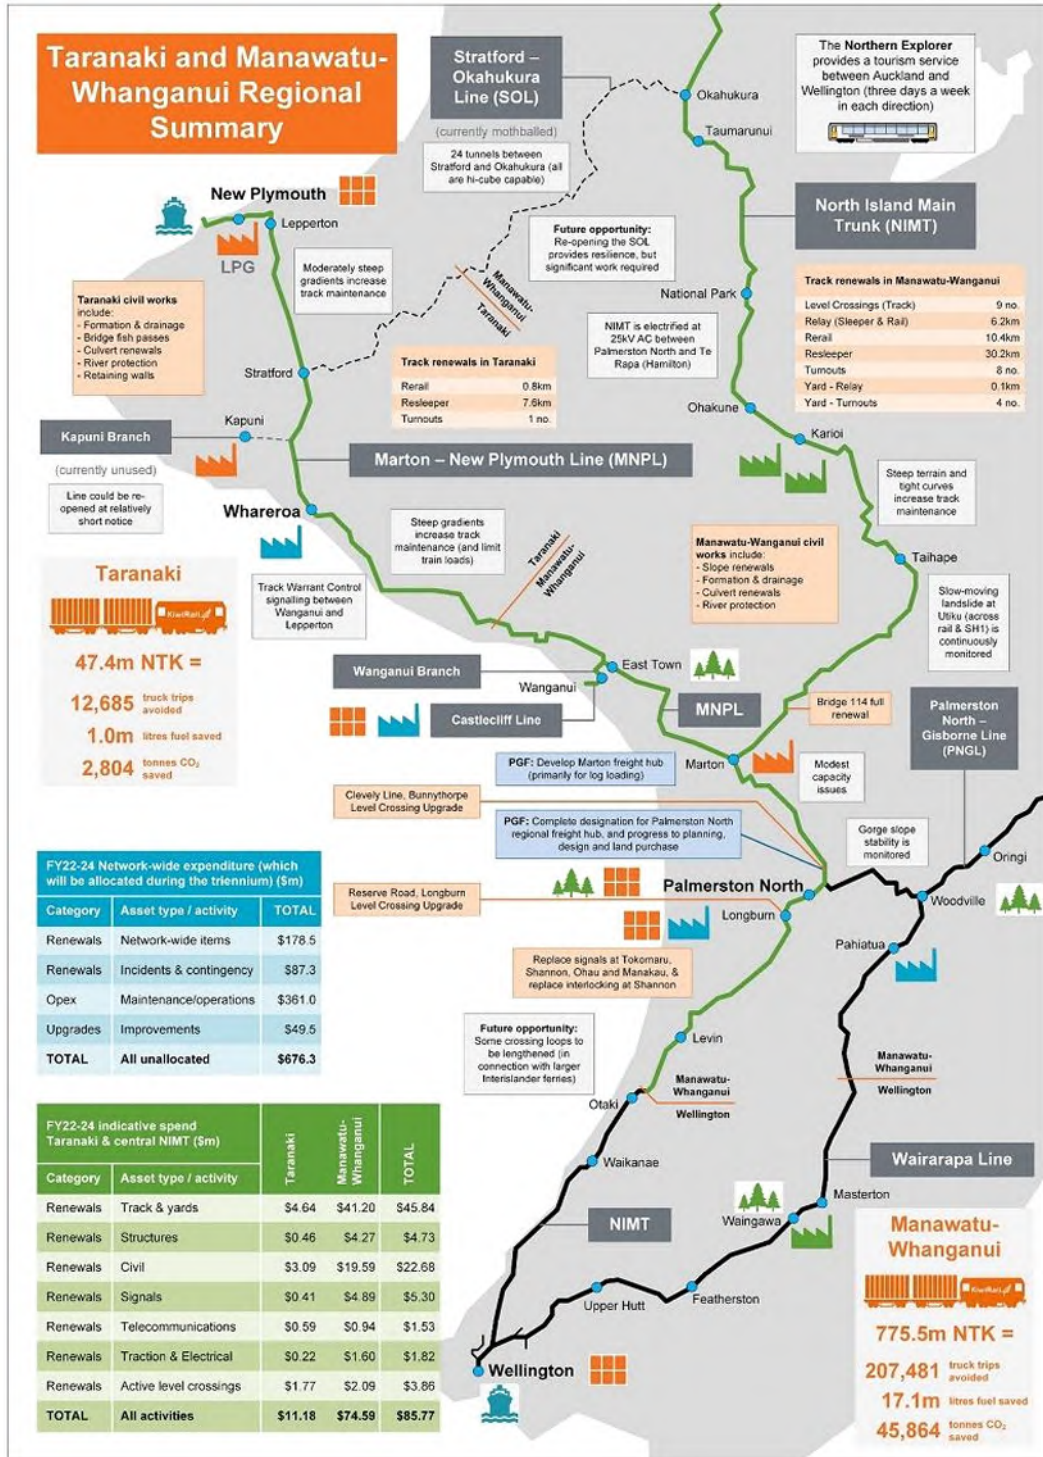 Taranaki and Manawatu-
Whanganui Regional
Summary
Stratford –
Okahukura
Line (SOL)
(currently mothballed)
24 tunnels between
Stratford and Okahukura (all
are hi-cube capable)
Okahukura
Taumarunui
The Northern Explorer
provides a tourism service
between Auckland and
Wellington (three days a week
in each direction)
New Plymouth
Lepperton
LPG
Moderately steep
gradients increase
track maintenance
Future opportunity:
Re-opening the SOL
provides resilience, but
significant work required
North Island Main
Trunk (NIMT)
Manawatu-
Whanganui
Taranaki
National Park
Taranaki civil works
include:
- Formation & drainage
- Bridge fish passes
- Culvert renewals
- River protection
- Retaining walls
NIMT is electrified at
25kV AC between
Palmerston North and Te
Rapa (Hamilton)
Track renewals in Manawatu-Wanganui
Level Crossings (Track) 9 no.
Relay (Sleeper & Rail) 6.2km
Rerail 10.4km
Resleeper 30.2km
Turnouts 8 no.
Yard - Relay 0.1km
Yard - Turnouts 4 no.
Stratford
Track renewals in Taranaki
Rerail 0.8km
Resleeper 7.6km
Turnouts 1 no.
Kapuni
Ohakune
Karioi
Kapuni Branch
(currently unused)
Line could be re-
opened at relatively
short notice
Marton – New Plymouth Line (MNPL)
Steep terrain and
tight curves
increase track
maintenance
Whareroa
Steep gradients
increase track
maintenance (and limit
train loads)
Taranaki
Manawatu-
Whanganui
Manawatu-Wanganui civil
works include:
- Slope renewals
- Formation & drainage
- Culvert renewals
- River protection
Taihape
Taranaki
KiwiRail
47.4m NTK =
12,685 truck trips
avoided
1.0m litres fuel saved
2,804 tonnes CO₂
saved
Track Warrant Control
signalling between
Wanganui and
Lepperton
Slow-moving
landslide at
Utiku (across
rail & SH1) is
continuously
monitored
Wanganui Branch
East Town
Wanganui
Castlecliff Line
MNPL
Bridge 114 full
renewal
Palmerston
North –
Gisborne Line
(PNGL)
PGF: Develop Marton freight hub
(primarily for log loading)
Marton
Modest
capacity
issues
Clevely Line, Bunnythorpe
Level Crossing Upgrade
PGF: Complete designation for Palmerston North
regional freight hub, and progress to planning,
design and land purchase
Gorge slope
stability is
monitored
Oringi
Reserve Road, Longburn
Level Crossing Upgrade
Palmerston North
Longburn
Woodville
Pahiatua
FY22-24 Network-wide expenditure (which
will be allocated during the triennium) ($m)
Category Asset type / activity TOTAL
Renewals Network-wide items $178.5
Renewals Incidents & contingency $87.3
Opex Maintenance/operations $361.0
Upgrades Improvements $49.5
TOTAL All unallocated $676.3
Replace signals at Tokomaru,
Shannon, Ohau and Manakau, &
replace interlocking at Shannon
Future opportunity:
Some crossing loops to
be lengthened (in
connection with larger
Interislander ferries)
Levin
Manawatu-
Whanganui
Wellington
Manawatu-
Whanganui
Wellington
Otaki
Waikanae
NIMT
Wairarapa Line
Masterton
Waingawa
Upper Hutt
Featherston
Wellington
FY22-24 indicative spend
Taranaki & central NIMT ($m)
Category Asset type / activity Taranaki Manawatu-Whanganui TOTAL
Renewals Track & yards $4.64 $41.20 $45.84
Renewals Structures $0.46 $4.27 $4.73
Renewals Civil $3.09 $19.59 $22.68
Renewals Signals $0.41 $4.89 $5.30
Renewals Telecommunications $0.59 $0.94 $1.53
Renewals Traction & Electrical $0.22 $1.60 $1.82
Renewals Active level crossings $1.77 $2.09 $3.86
TOTAL All activities $11.18 $74.59 $85.77
Manawatu-
Whanganui
KiwiRail
775.5m NTK =
207,481 truck trips
avoided
17.1m litres fuel saved
45,864 tonnes CO₂
saved